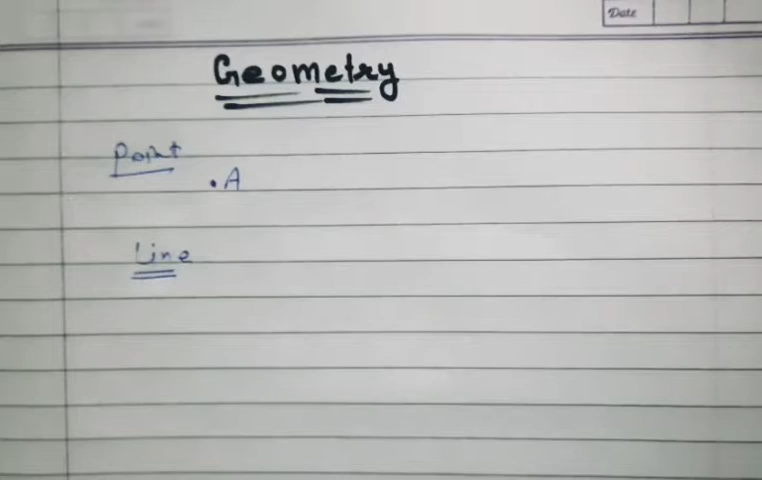 Date
Geometry
Point
.A
Line